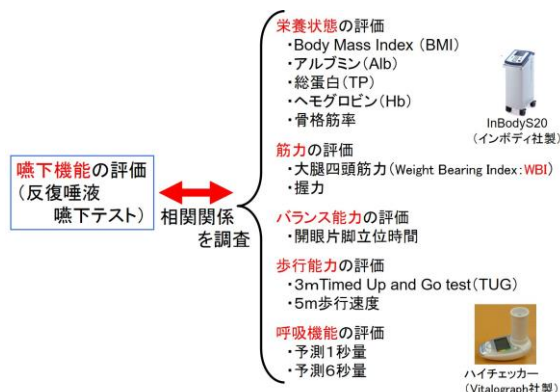 嚥下機能の評価
(反復唾液
嚥下テスト)
相関関係
を調査
栄養状態の評価
・Body Mass Index (BMI)
・アルブミン(Alb)
・総蛋白(TP)
・ヘモグロビン(Hb)
・骨格筋率
InBodyS20
(インボディ社製)
筋力の評価
・大腿四頭筋力(Weight Bearing Index:WBI)
・握力
バランス能力の評価
・開眼片脚立位時間
歩行能力の評価
・3mTimed Up and Go test(TUG)
・5m歩行速度
呼吸機能の評価
・予測1秒量
・予測6秒量
ハイチェッカー
(Vitalograph社製)